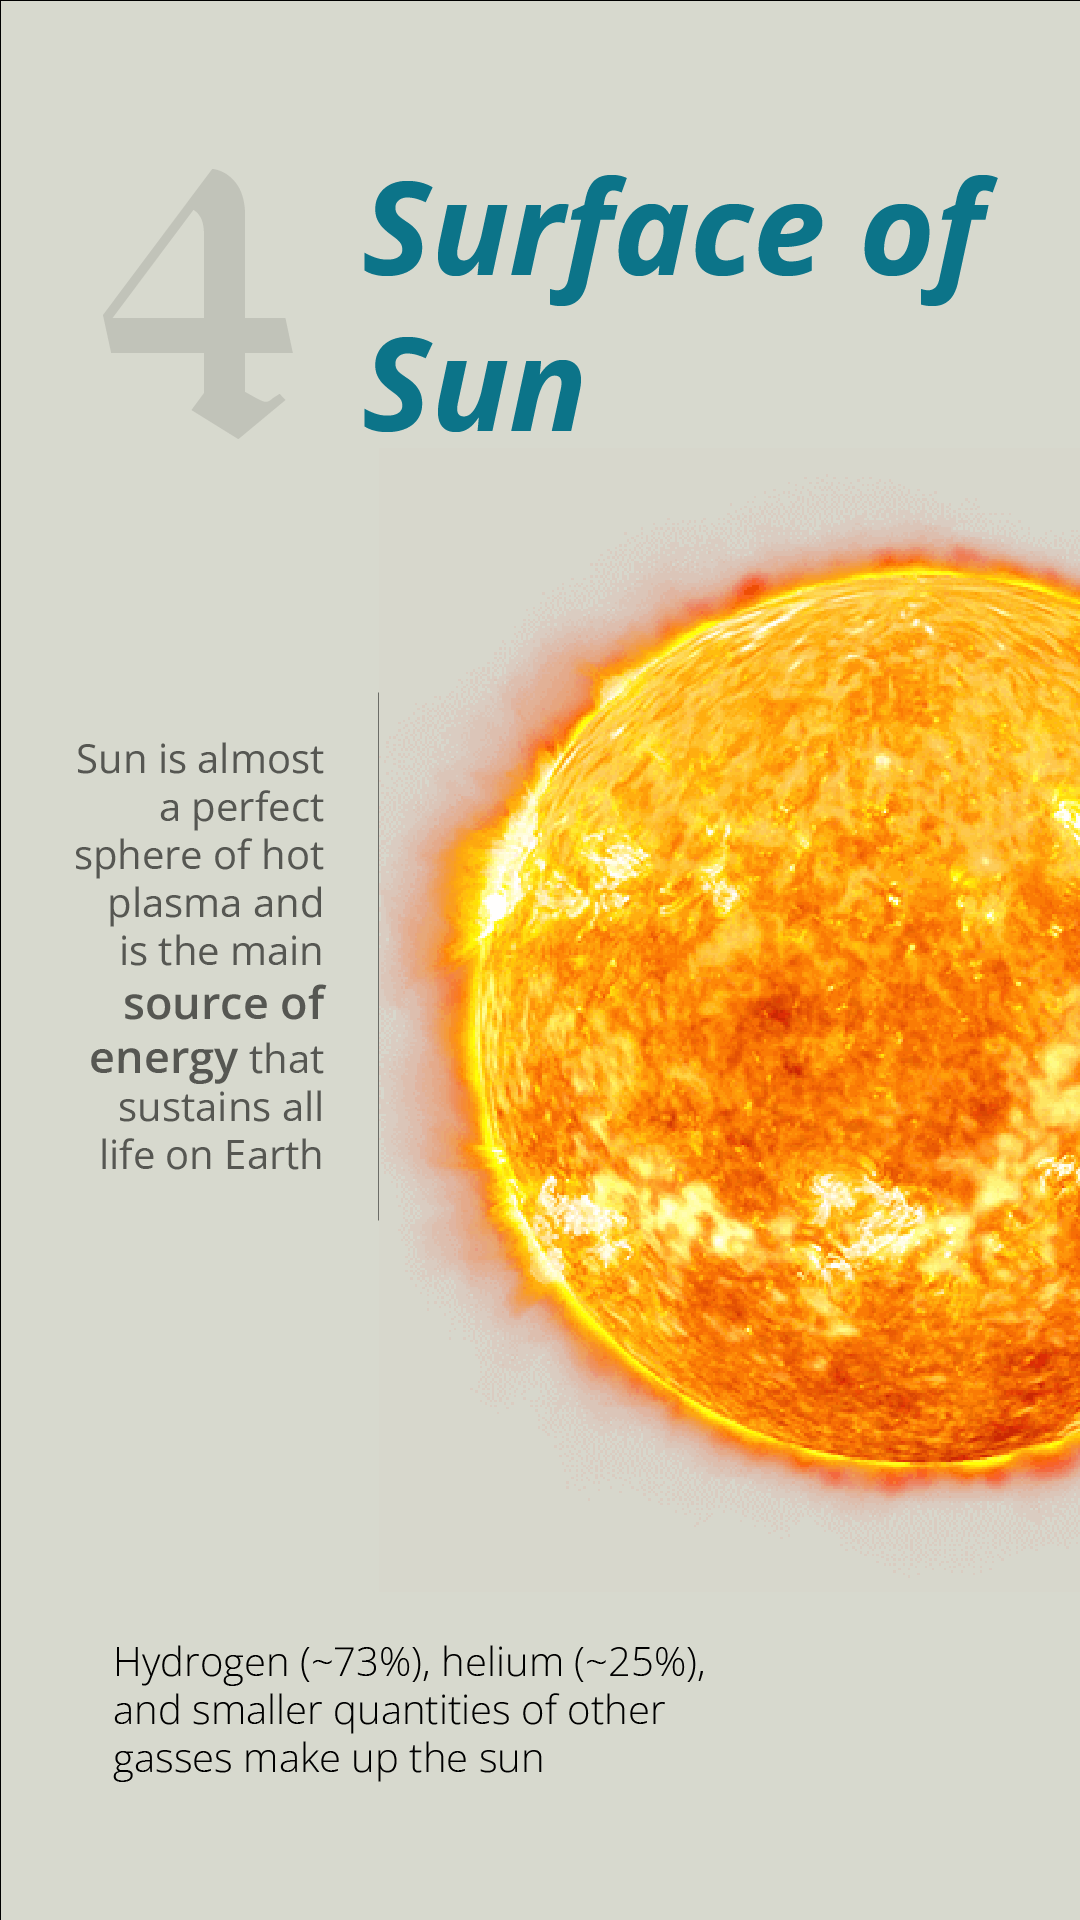 4
Surface of
Sun
Sun is almost
a perfect
sphere of hot
plasma and
is the main
source of
energy that
sustains all
life on Earth
Hydrogen (~73%), helium (~25%),
and smaller quantities of other
gasses make up the sun